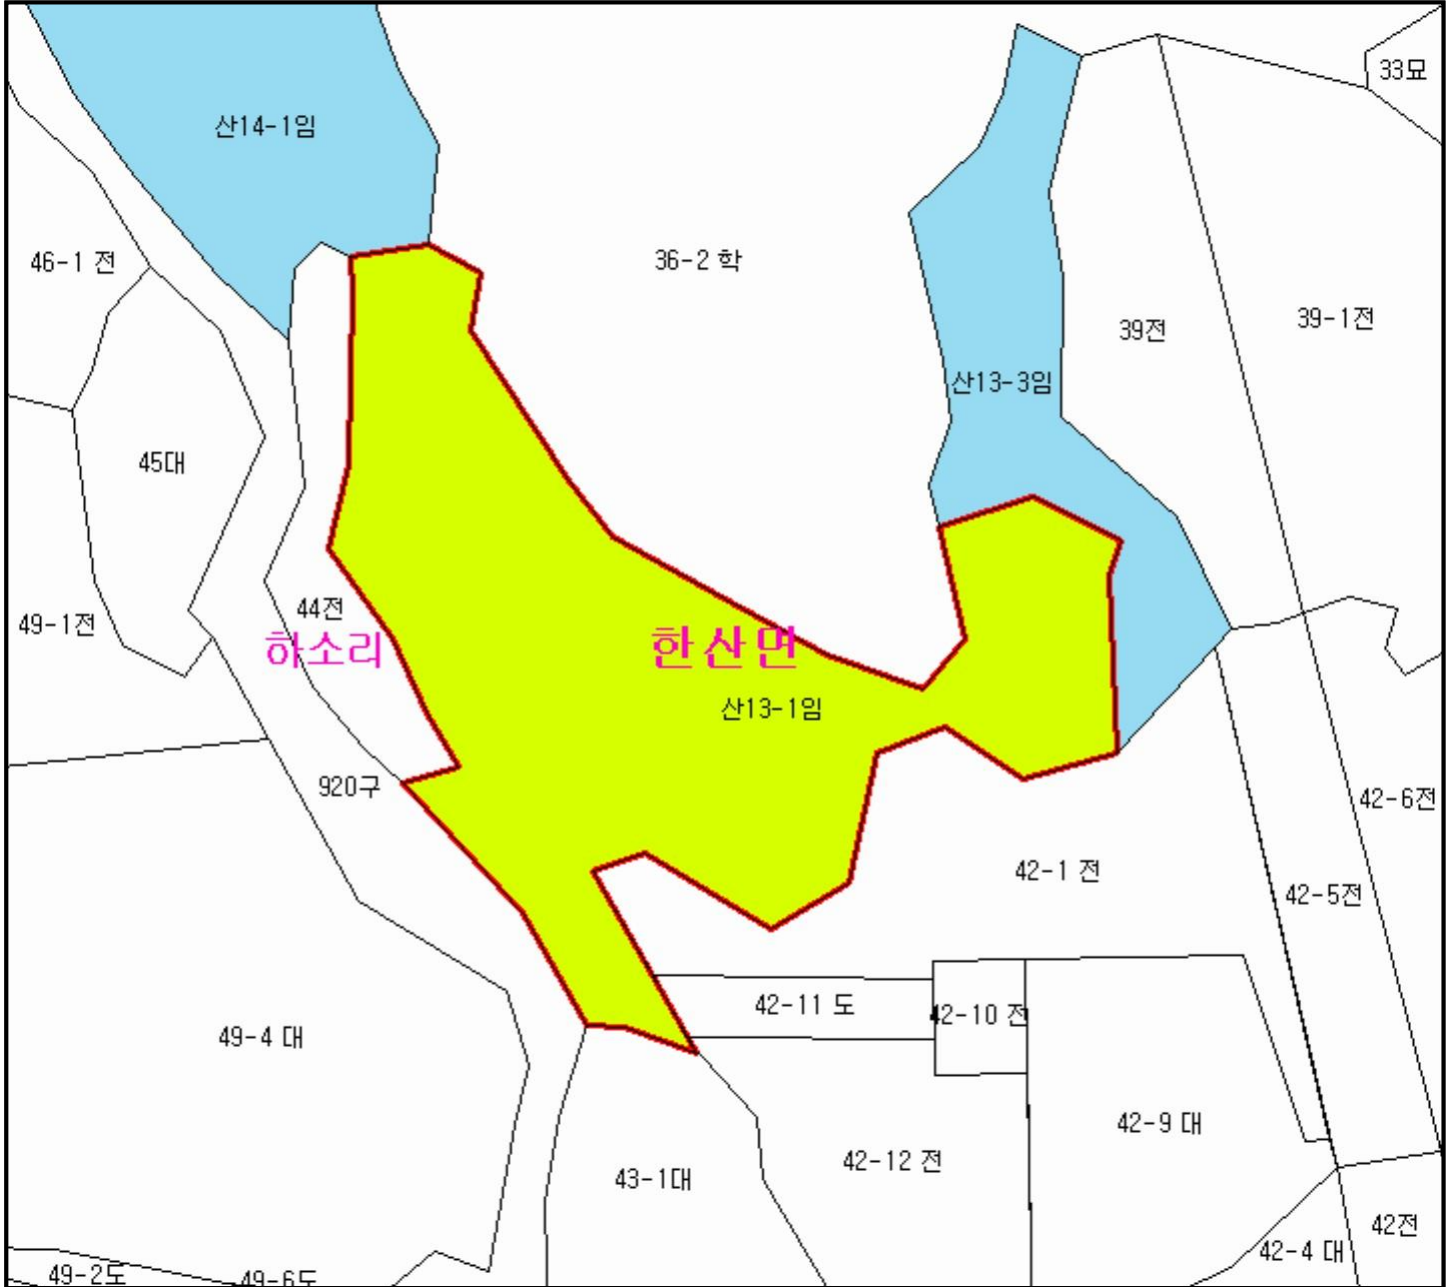 33묘
산14-1임
46-1 전
36-2 학
39-1전
39전
산13-3임
45대
44전
49-1전
하소리
한산면
산13-1임
920구
42-6전
42-1 전
42-5전
42-11 도
42-10 전
49-4 대
42-9 대
42-12 전
43-1대
42전
42-4 대
49-2도
49-6도